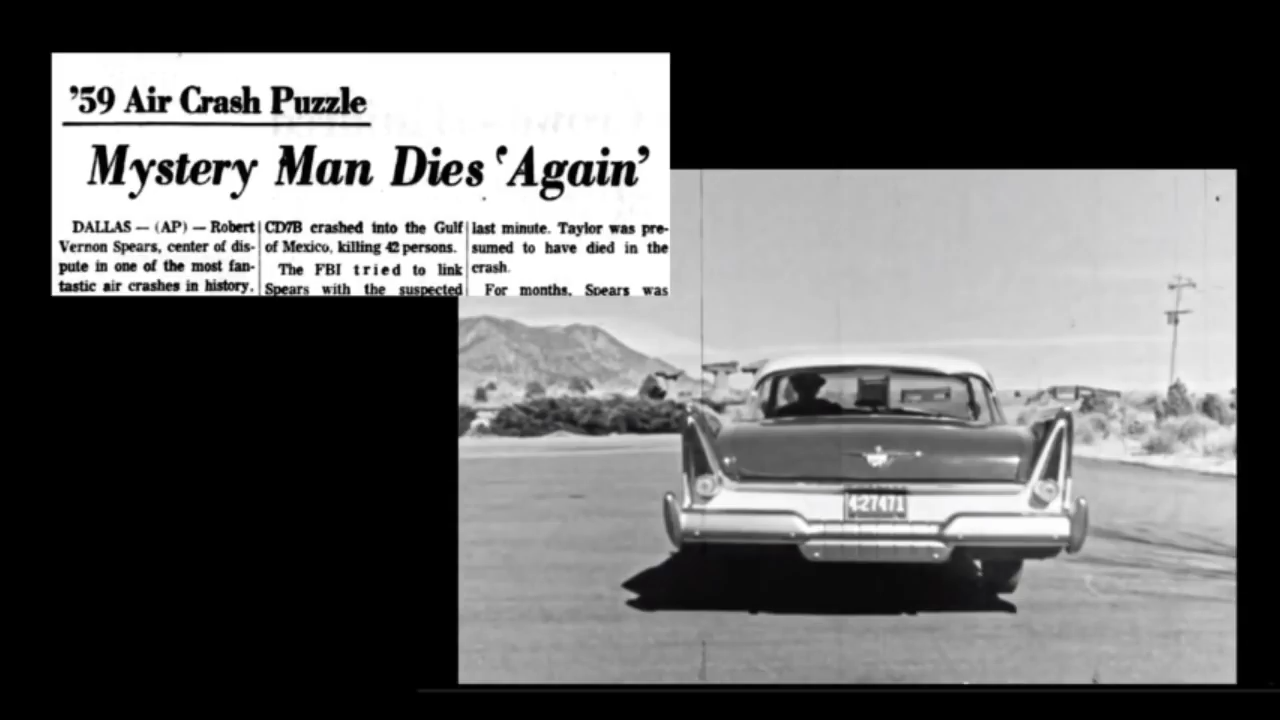 ’59 Air Crash Puzzle
Mystery Man Dies ‘Again’
DALLAS — (AP) — Robert
Vernon Spears, center of dis-
pute in one of the most fan-
tastic air crashes in history,
CD7B crashed into the Gulf
of Mexico, killing 42 persons.
The FBI tried to link
Spears with the suspected
last minute. Taylor was pre-
sumed to have died in the
crash.
For months, Spears was
427471